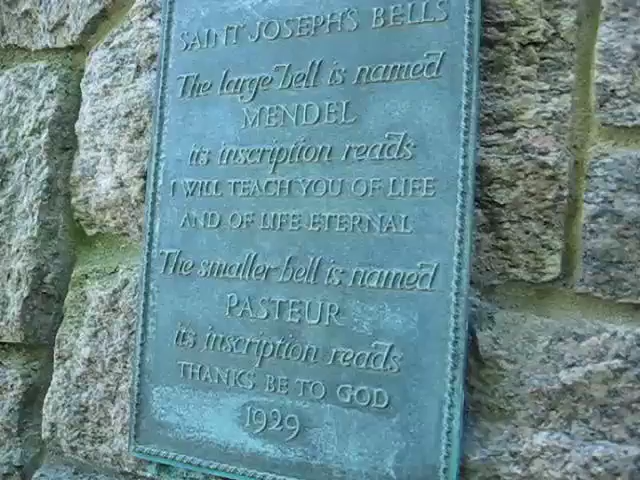 SAINT JOSEPH'S BELLS
The large bell is named
MENDEL
its inscription reads
I WILL TEACH YOU OF LIFE
AND OF LIFE ETERNAL
The smaller bell is named
PASTEUR
its inscription reads
THANKS BE TO GOD
1929